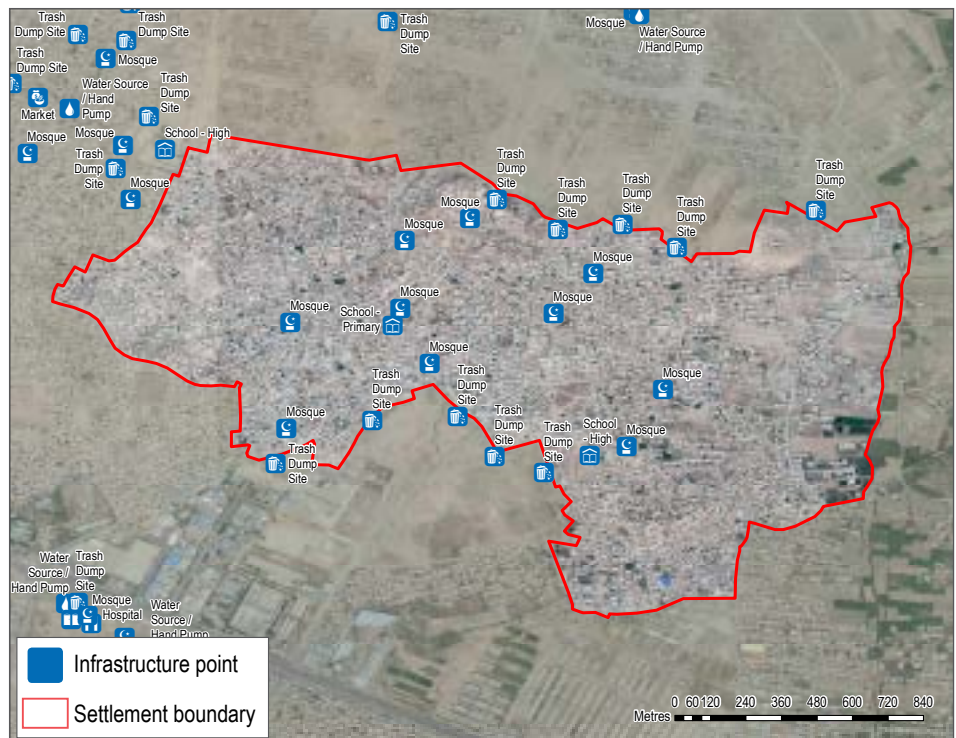 Trash
Dump Site
Trash
Dump Site
Trash
Dump
Site
Mosque
Water Source
/ Hand Pump
Trash
Dump Site
Mosque
Water Source
/ Hand
Pump
Trash
Dump
Site
Market
Mosque
Mosque
School - High
Trash
Dump
Site
Mosque
Trash
Dump
Site
Trash
Dump
Site
Trash
Dump
Site
Trash
Dump
Site
Trash
Dump
Site
Mosque
Mosque
Mosque
Mosque
School -
Primary
Mosque
Mosque
Mosque
Mosque
Trash
Dump
Site
Trash
Dump
Site
Trash
Dump
Site
Trash
Dump
Site
School
- High
Mosque
Mosque
Trash
Dump
Site
Water
Source /
Hand Pump
Trash
Dump
Site
Mosque
Hospital
Water
Source /
Hand Pump
Infrastructure point
Settlement boundary
Metres
0 60 120 240 360 480 600 720 840